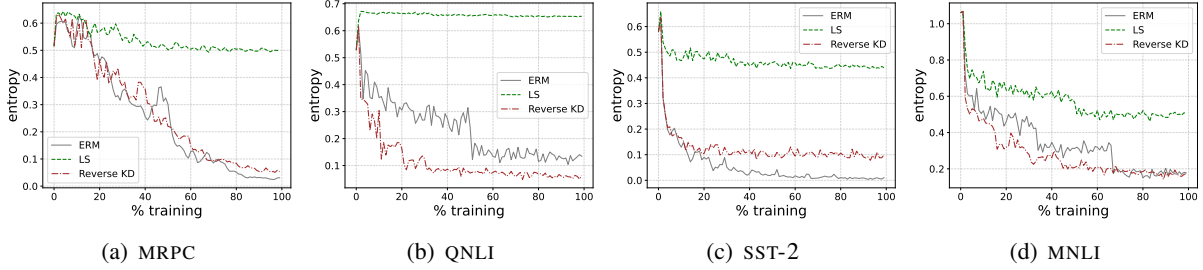 0.6
0.5
0.4
0.3
0.2
0.1
0.0
entropy
0 20 40 60 80 100
% training
ERM
LS
Reverse KD
(a) MRPC
0.7
0.6
0.5
0.4
0.3
0.2
0.1
entropy
0 20 40 60 80 100
% training
ERM
LS
Reverse KD
(b) QNLI
0.6
0.5
0.4
0.3
0.2
0.1
0.0
entropy
0 20 40 60 80 100
% training
ERM
LS
Reverse KD
(c) SST-2
1.0
0.8
0.6
0.4
0.2
entropy
0 20 40 60 80 100
% training
ERM
LS
Reverse KD
(d) MNLI